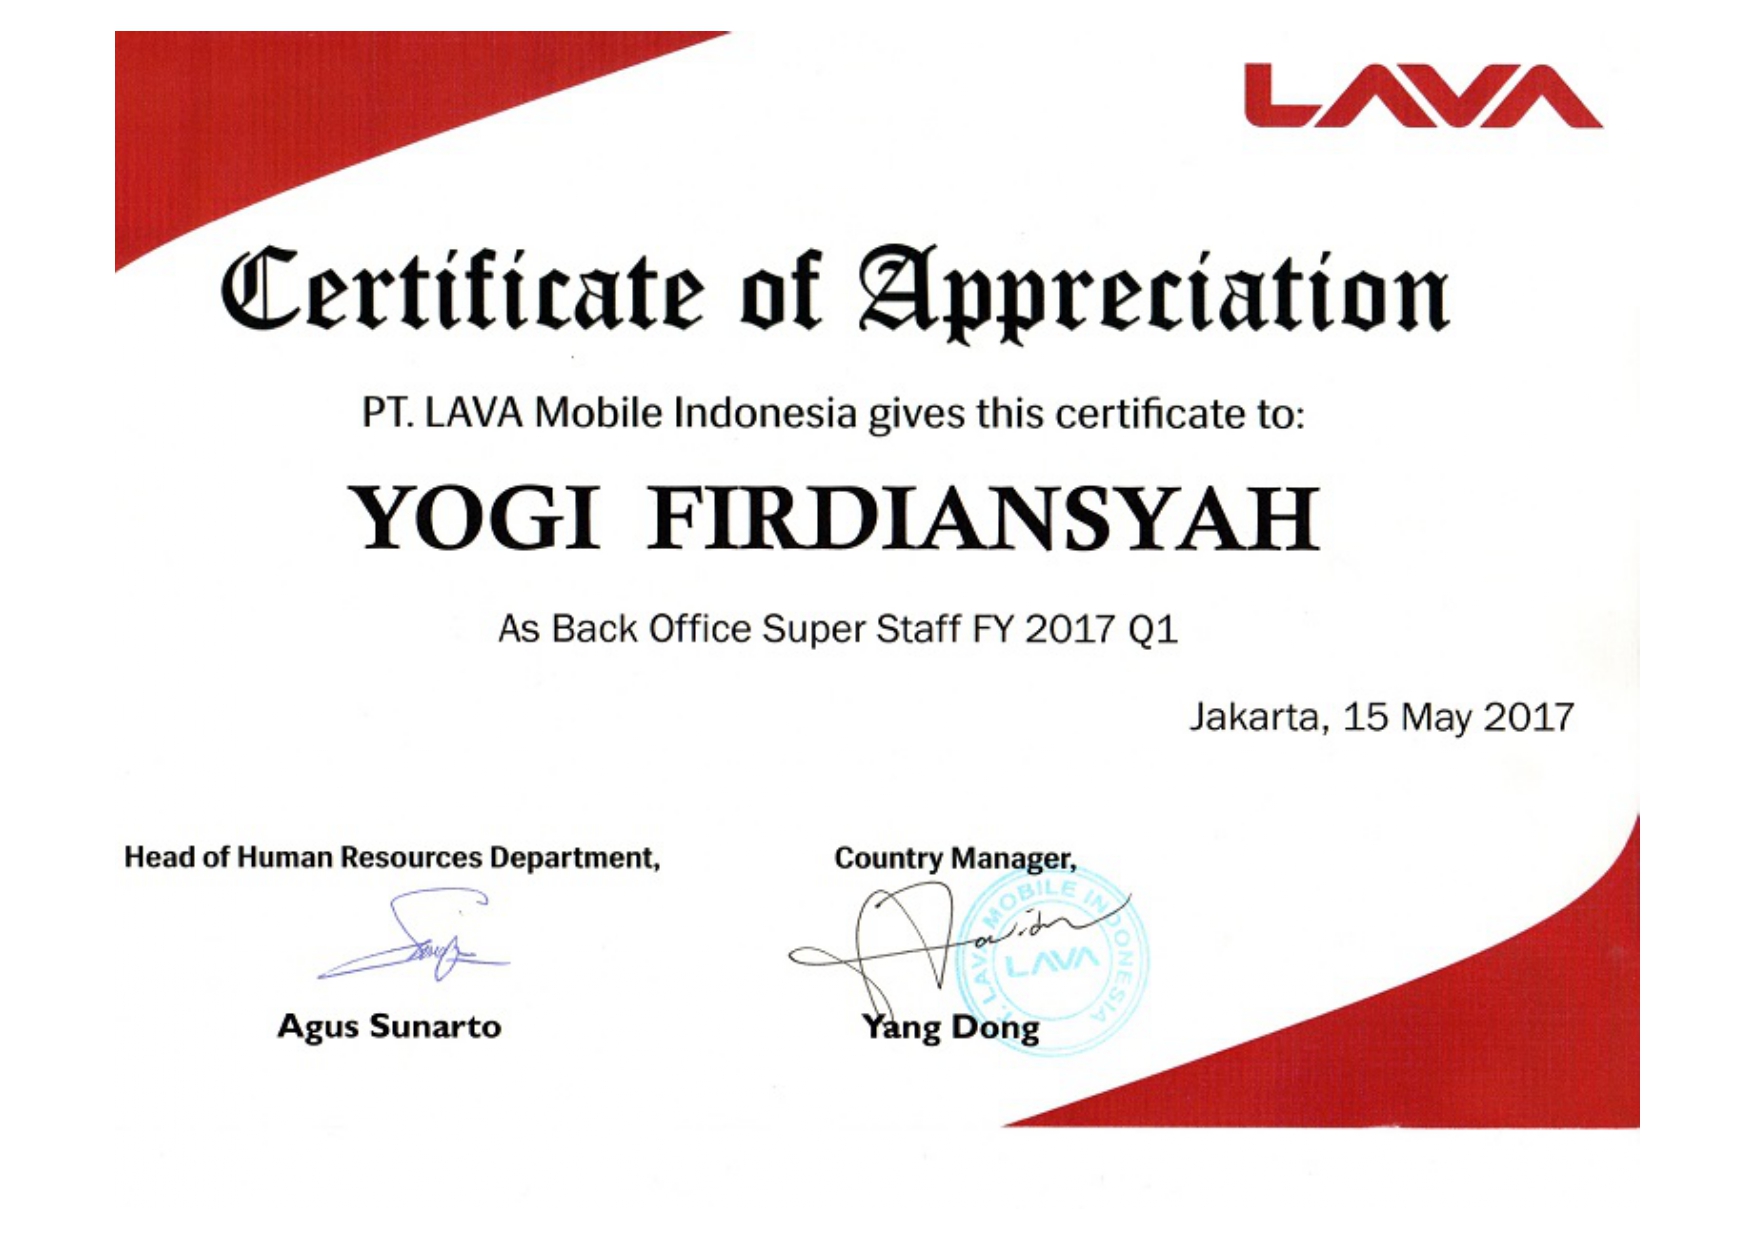 LAVA
Certificate of Appreciation
PT. LAVA Mobile Indonesia gives this certificate to:
YOGI FIRDIANSYAH
As Back Office Super Staff FY 2017 Q1
Jakarta, 15 May 2017
Head of Human Resources Department,
Country Manager,
T. LAVA MOBILE INDONESIA
LAVA
Agus Sunarto
Yang Dong